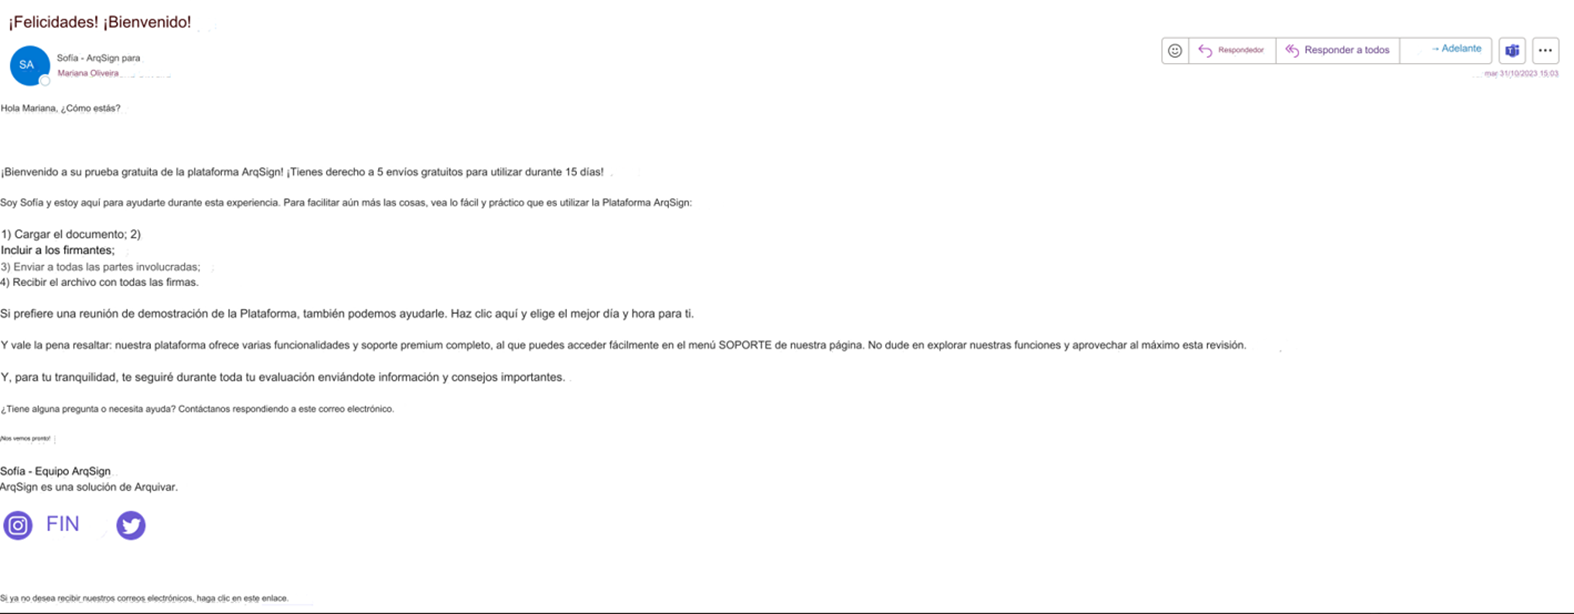 ¡Felicidades! ¡Bienvenido!
SA
Sofía - ArqSign para
Mariana Oliveira
Respondedor
Responder a todos
→ Adelante
mar 31/10/2023 15:03
Hola Mariana, ¿Cómo estás?
¡Bienvenido a su prueba gratuita de la plataforma ArqSign! ¡Tienes derecho a 5 envíos gratuitos para utilizar durante 15 días!
Soy Sofía y estoy aquí para ayudarte durante esta experiencia. Para facilitar aún más las cosas, vea lo fácil y práctico que es utilizar la Plataforma ArqSign:
1) Cargar el documento; 2)
Incluir a los firmantes;
3) Enviar a todas las partes involucradas;
4) Recibir el archivo con todas las firmas.
Si prefiere una reunión de demostración de la Plataforma, también podemos ayudarle. Haz clic aquí y elige el mejor día y hora para ti.
Y vale la pena resaltar: nuestra plataforma ofrece varias funcionalidades y soporte premium completo, al que puedes acceder fácilmente en el menú SOPORTE de nuestra página. No dude en explorar nuestras funciones y aprovechar al máximo esta revisión.
Y, para tu tranquilidad, te seguiré durante toda tu evaluación enviándote información y consejos importantes.
¿Tiene alguna pregunta o necesita ayuda? Contáctanos respondiendo a este correo electrónico.
¡Nos vemos pronto!
Sofía - Equipo ArqSign
ArqSign es una solución de Arquivar.
FIN
Si ya no desea recibir nuestros correos electrónicos, haga clic en este enlace.